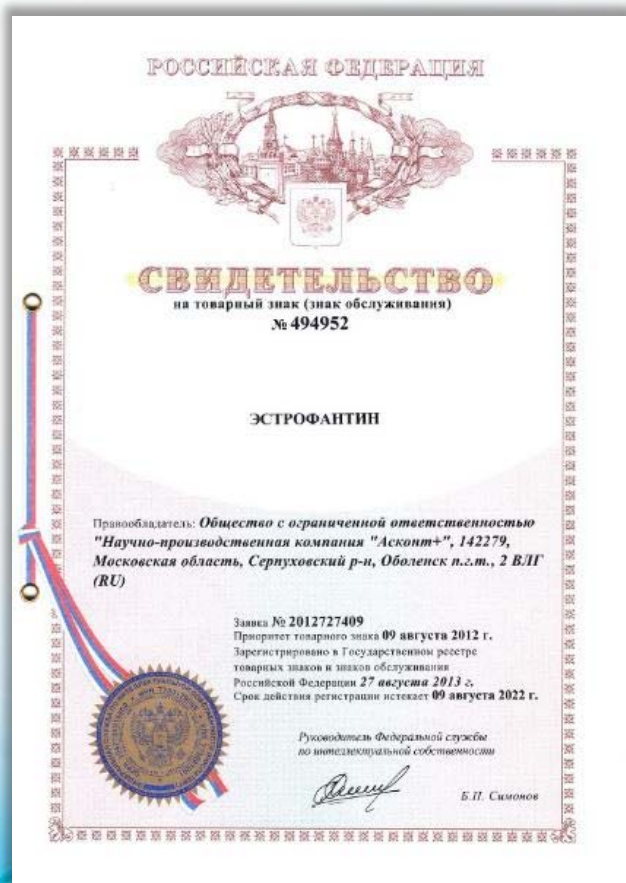 РОССИЙСКАЯ ФЕДЕРАЦИЯ
СВИДЕТЕЛЬСТВО
на товарный знак (знак обслуживания)
№ 494952
ЭСТРОФАНТИН
Правообладатель: Общество с ограниченной ответственностью
"Научно-производственная компания "Асконт+", 142279,
Московская область, Серпуховский р-н, Оболенск п.г.т., 2 ВЛГ
(RU)
Заявка № 2012727409
Приоритет товарного знака 09 августа 2012 г.
Зарегистрировано в Государственном реестре
товарных знаков и знаков обслуживания
Российской Федерации 27 августа 2013 г.
Срок действия регистрации истекает 09 августа 2022 г.
Руководитель Федеральной службы
по интеллектуальной собственности
Б.П. Симонов